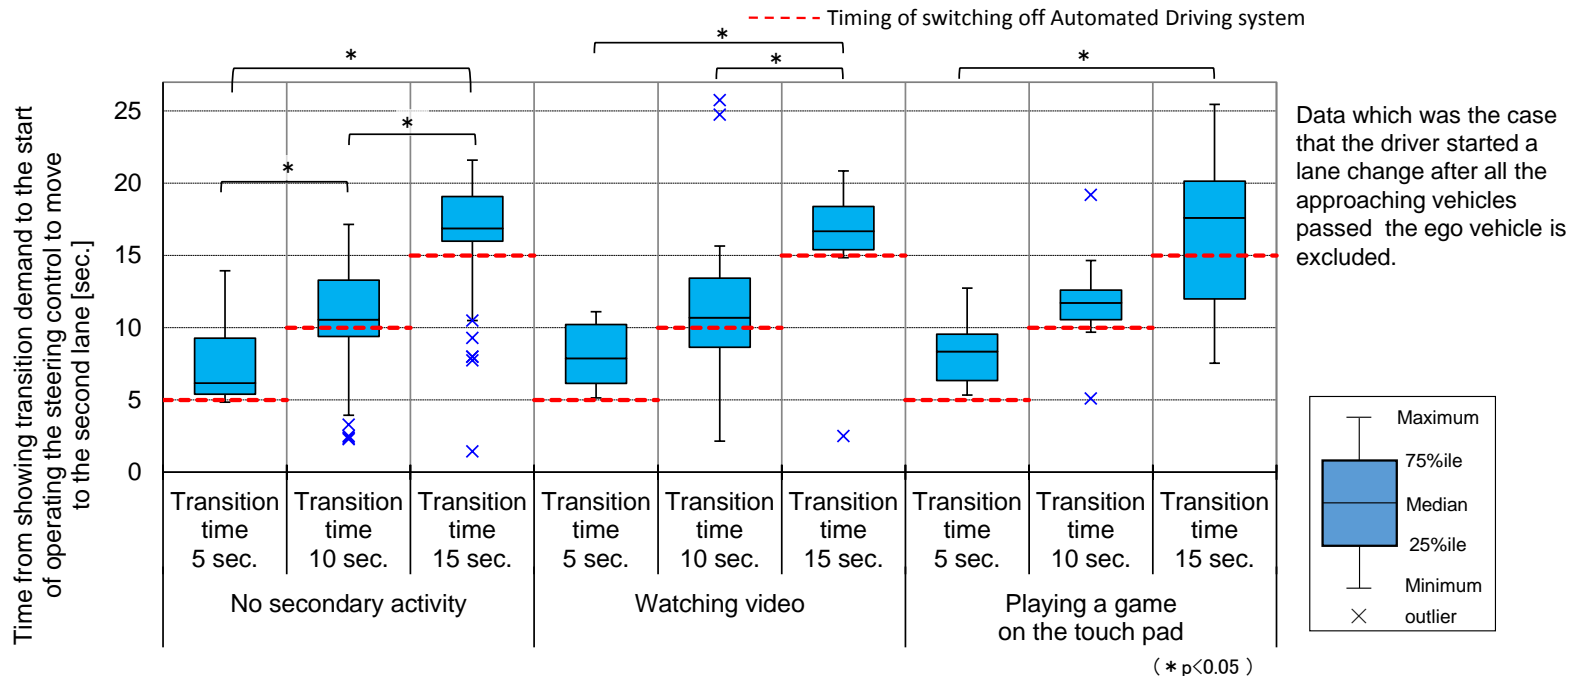 Timing of switching off Automated Driving system
*
*
*
*
*
*
Time from showing transition demand to the start
of operating the steering control to move
to the second lane [sec.]
25
20
15
10
5
0
Data which was the case
that the driver started a
lane change after all the
approaching vehicles
passed the ego vehicle is
excluded.
Transition
time
5 sec.
Transition
time
10 sec.
Transition
time
15 sec.
Transition
time
5 sec.
Transition
time
10 sec.
Transition
time
15 sec.
Transition
time
5 sec.
Transition
time
10 sec.
Transition
time
15 sec.
No secondary activity
Watching video
Playing a game
on the touch pad
Maximum
75%ile
Median
25%ile
Minimum
outlier
(* p<0.05)